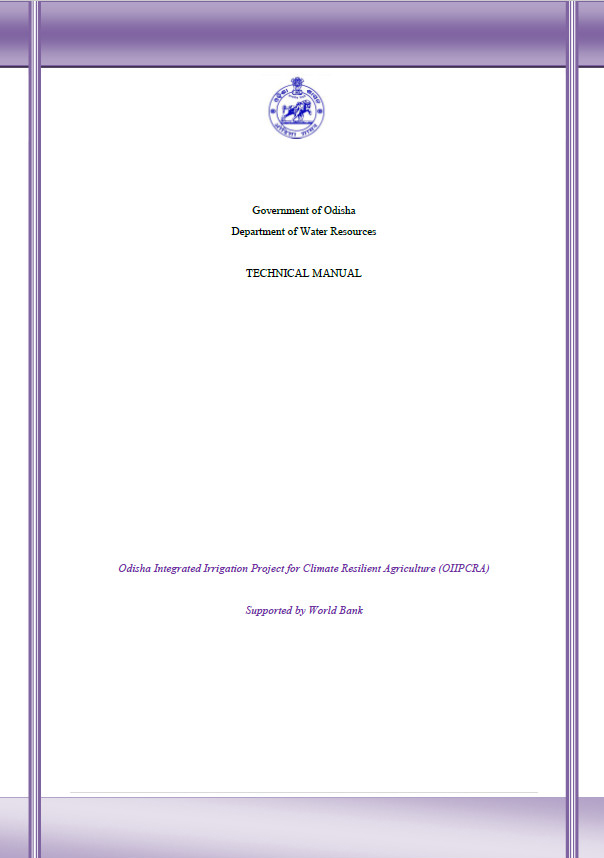 Government of Odisha
Department of Water Resources
TECHNICAL MANUAL
Odisha Integrated Irrigation Project for Climate Resilient Agriculture (OIIPCRA)
Supported by World Bank